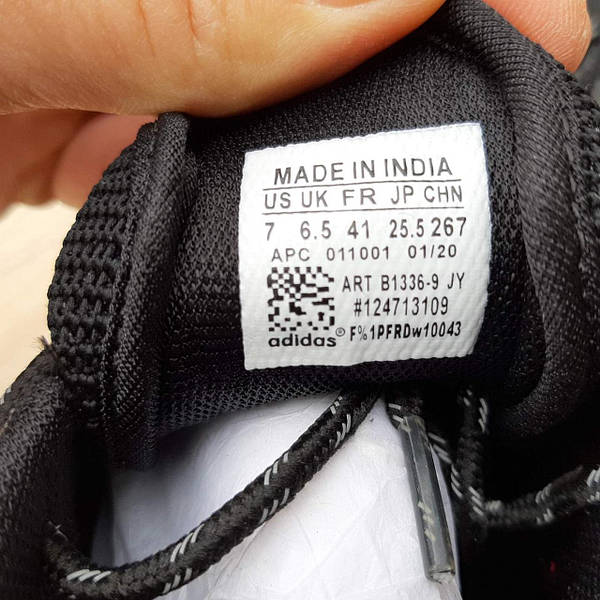 MADE IN INDIA
US UK FR JP CHN
7 6.5 41 25.5 267
APC 011001 01/20
ART B1336-9 JY
#124713109
adidas® F%1PFRDw10043